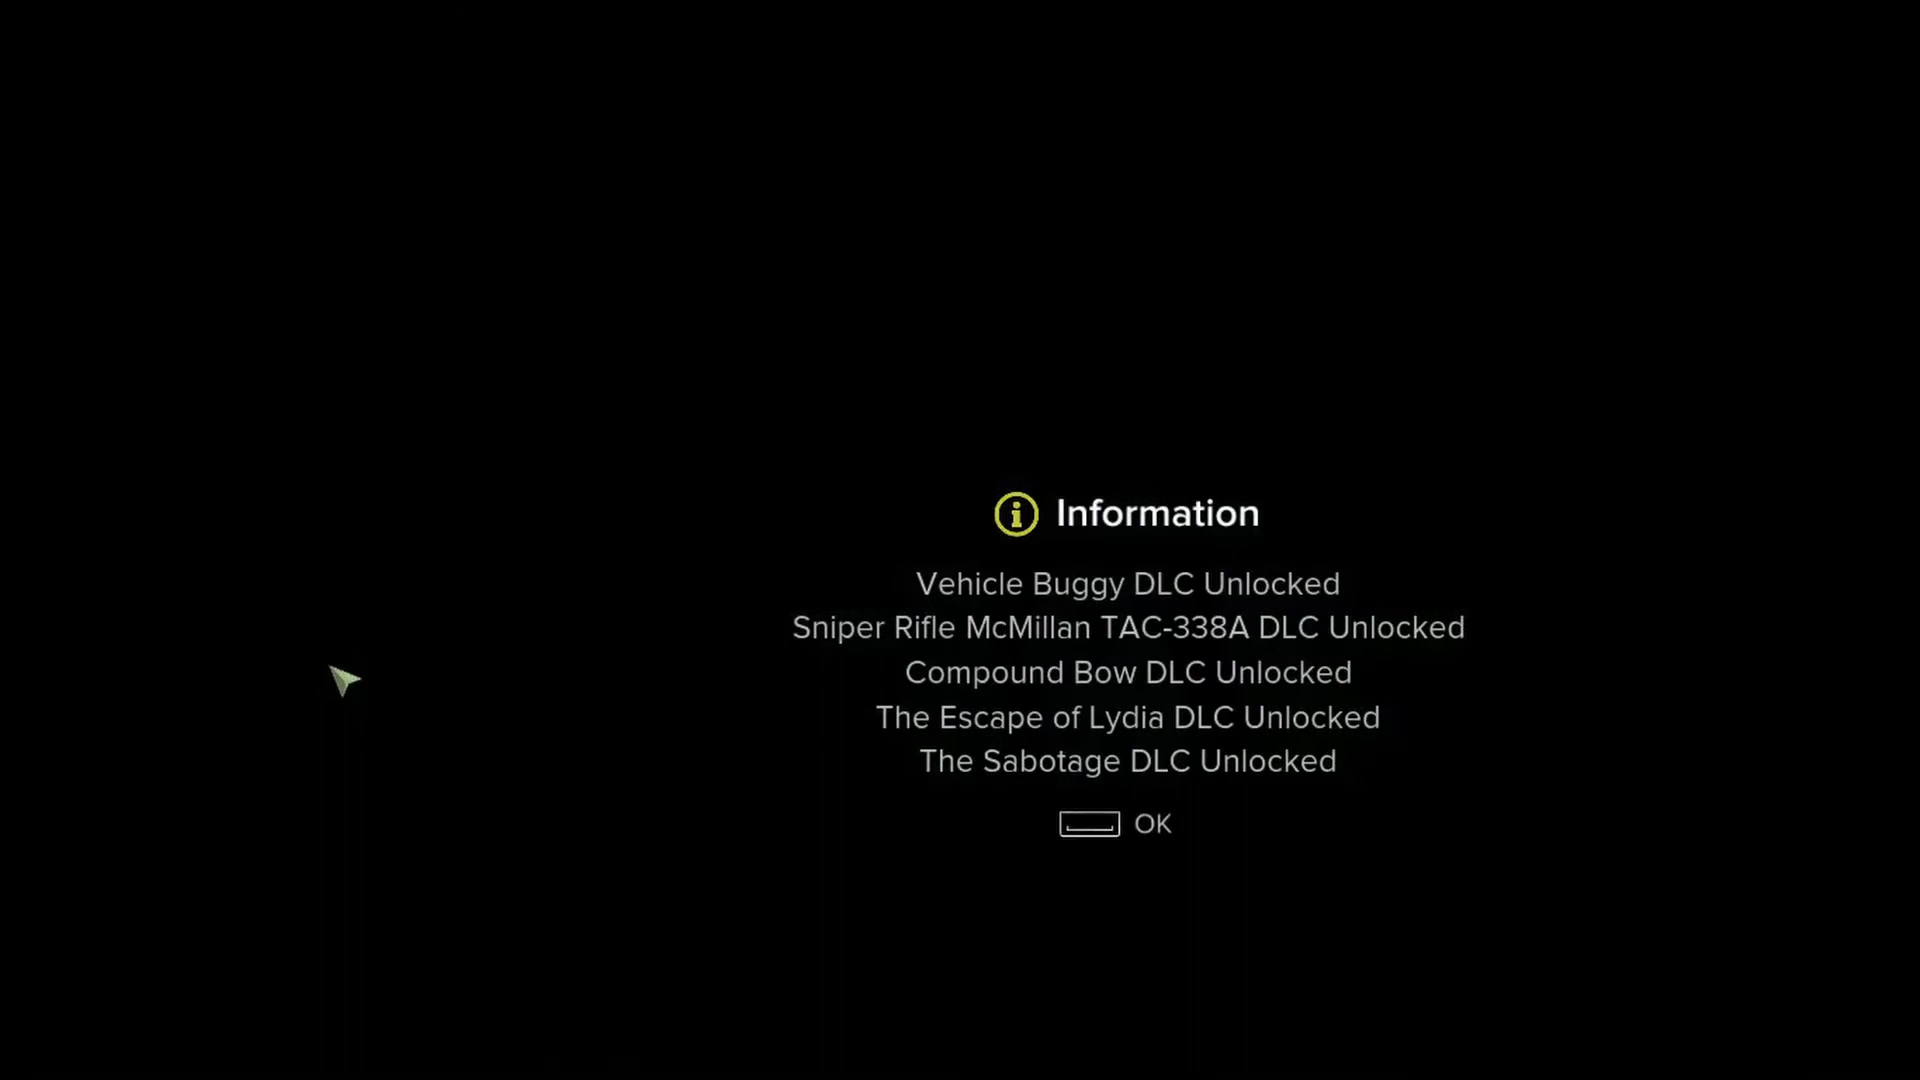 Information
Vehicle Buggy DLC Unlocked
Sniper Rifle McMillan TAC-338A DLC Unlocked
Compound Bow DLC Unlocked
The Escape of Lydia DLC Unlocked
The Sabotage DLC Unlocked
OK